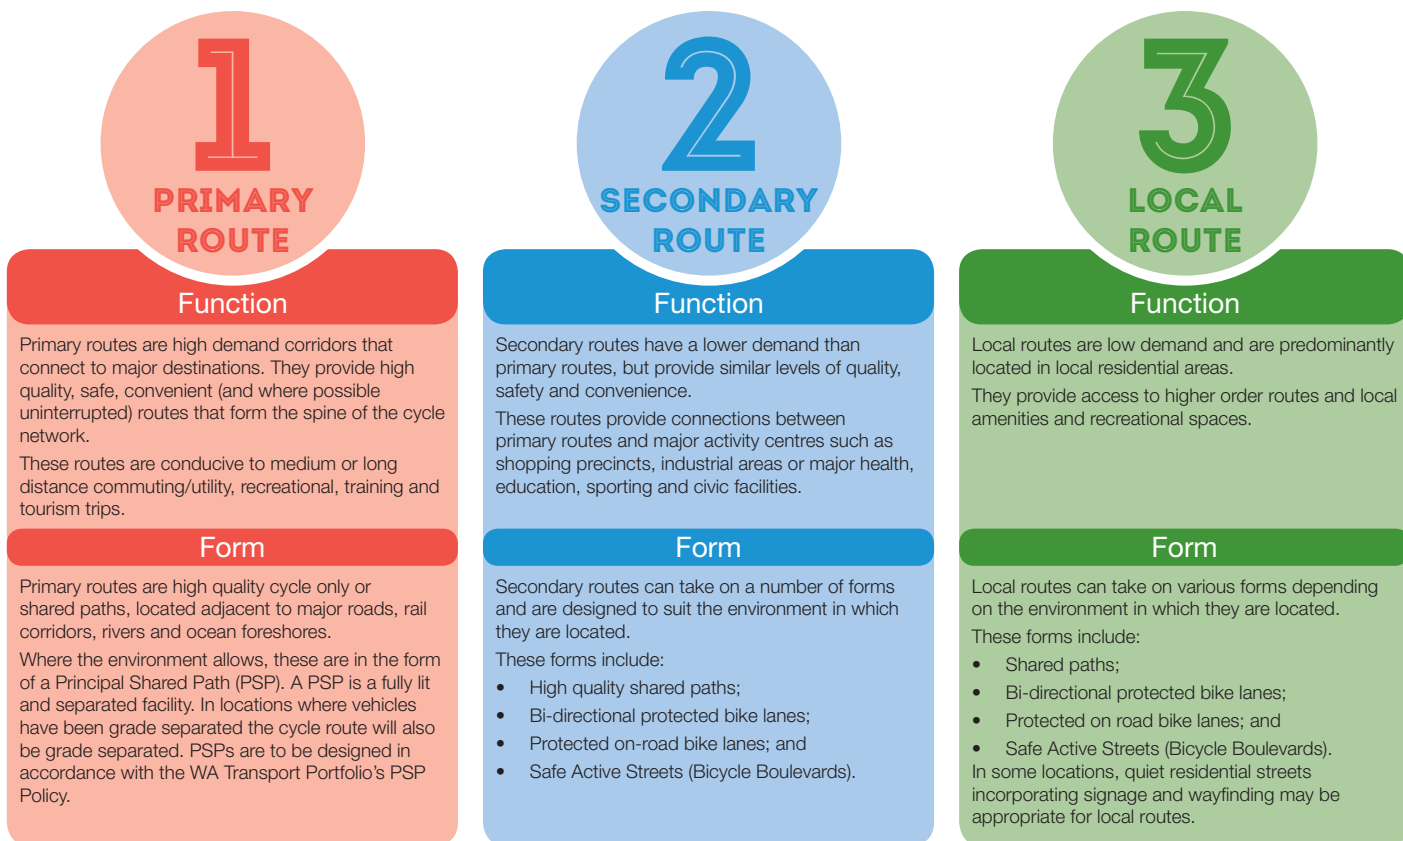 1
PRIMARY
ROUTE
Function
Primary routes are high demand corridors that
connect to major destinations. They provide high
quality, safe, convenient (and where possible
uninterrupted) routes that form the spine of the cycle
network.
These routes are conducive to medium or long
distance commuting/utility, recreational, training and
tourism trips.
Form
Primary routes are high quality cycle only or
shared paths, located adjacent to major roads, rail
corridors, rivers and ocean foreshores.
Where the environment allows, these are in the form
of a Principal Shared Path (PSP). A PSP is a fully lit
and separated facility. In locations where vehicles
have been grade separated the cycle route will also
be grade separated. PSPs are to be designed in
accordance with the WA Transport Portfolio's PSP
Policy.
2
SECONDARY
ROUTE
Function
Secondary routes have a lower demand than
primary routes, but provide similar levels of quality,
safety and convenience.
These routes provide connections between
primary routes and major activity centres such as
shopping precincts, industrial areas or major health,
education, sporting and civic facilities.
Form
Secondary routes can take on a number of forms
and are designed to suit the environment in which
they are located.
These forms include:
• High quality shared paths;
• Bi-directional protected bike lanes;
• Protected on-road bike lanes; and
• Safe Active Streets (Bicycle Boulevards).
3
LOCAL
ROUTE
Function
Local routes are low demand and are predominantly
located in local residential areas.
They provide access to higher order routes and local
amenities and recreational spaces.
Form
Local routes can take on various forms depending
on the environment in which they are located.
These forms include:
• Shared paths;
• Bi-directional protected bike lanes;
• Protected on road bike lanes; and
• Safe Active Streets (Bicycle Boulevards).
In some locations, quiet residential streets
incorporating signage and wayfinding may be
appropriate for local routes.